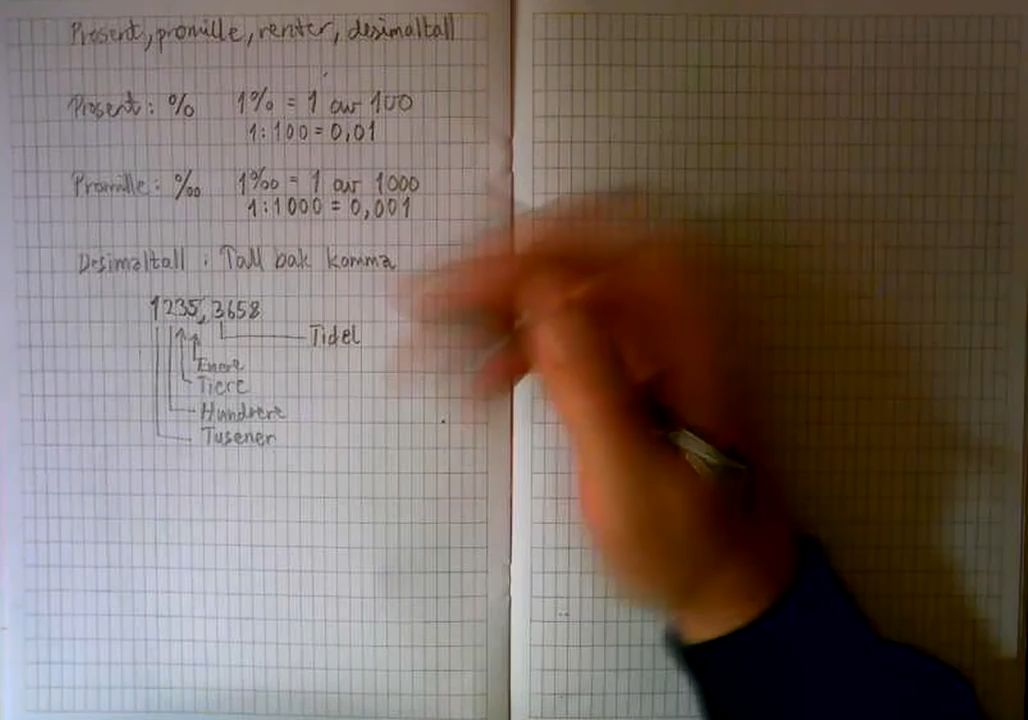 Prosent, promille, renter, desimaltall
Prosent: % 1% = 1 av 100
1:100 = 0,01
Promille: ‰ 1‰ = 1 av 1000
1:1000 = 0,001
Desimaltall : Tall bak komma
1235,3658
Tidel
Enere
Tiere
Hundrere
Tusener